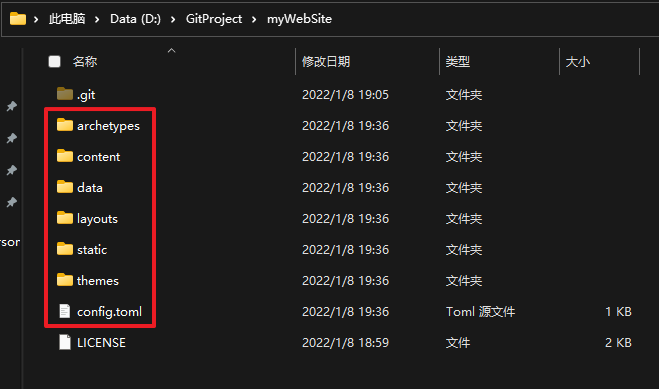 此电脑 > Data (D:) > GitProject > myWebSite
名称 修改日期 类型 大小
.git 2022/1/8 19:05 文件夹
archetypes 2022/1/8 19:36 文件夹
content 2022/1/8 19:36 文件夹
data 2022/1/8 19:36 文件夹
layouts 2022/1/8 19:36 文件夹
rsor static 2022/1/8 19:36 文件夹
themes 2022/1/8 19:36 文件夹
config.toml 2022/1/8 19:36 Toml 源文件 1 KB
LICENSE 2022/1/8 18:59 文件 2 KB